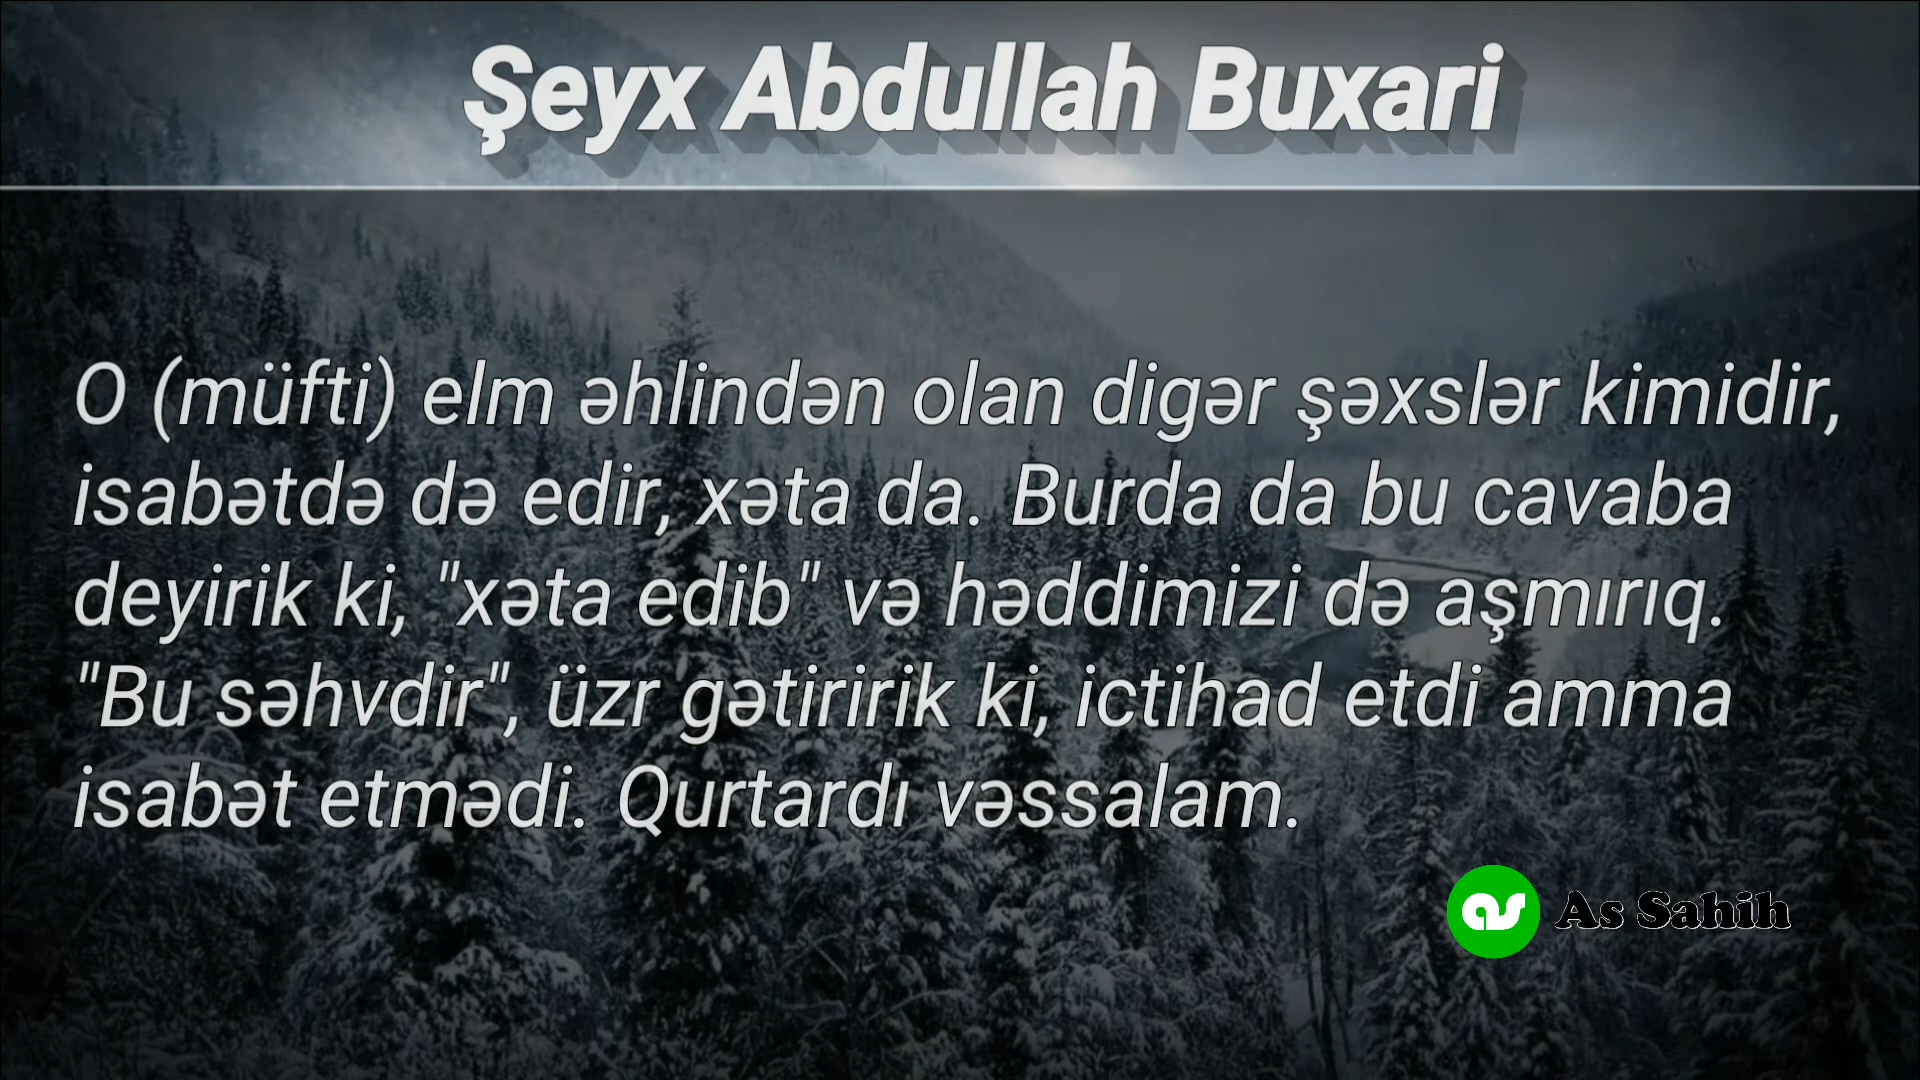 Şeyx Abdullah Buxari
O (müfti) elm əhlindən olan digər şəxslər kimidir,
isabətdə də edir, xəta da. Burda da bu cavaba
deyirik ki, "xəta edib" və həddimizi də aşmırıq.
"Bu səhvdir", üzr gətiririk ki, ictihad etdi amma
isabət etmədi. Qurtardı vəssalam.
as As Sahih